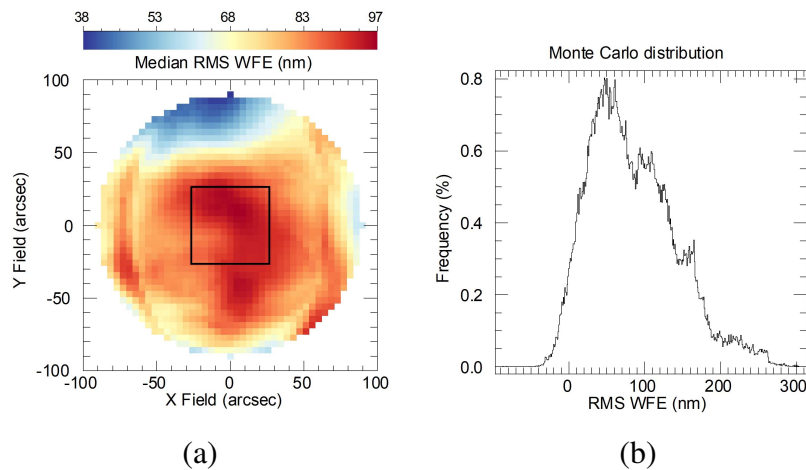 38 53 68 83 97
Median RMS WFE (nm)
100
50
0
-50
-100
Y Field (arcsec)
-100 -50 0 50 100
X Field (arcsec)
(a)
Monte Carlo distribution
0.8
0.6
0.4
0.2
0.0
Frequency (%)
0 100 200 300
RMS WFE (nm)
(b)